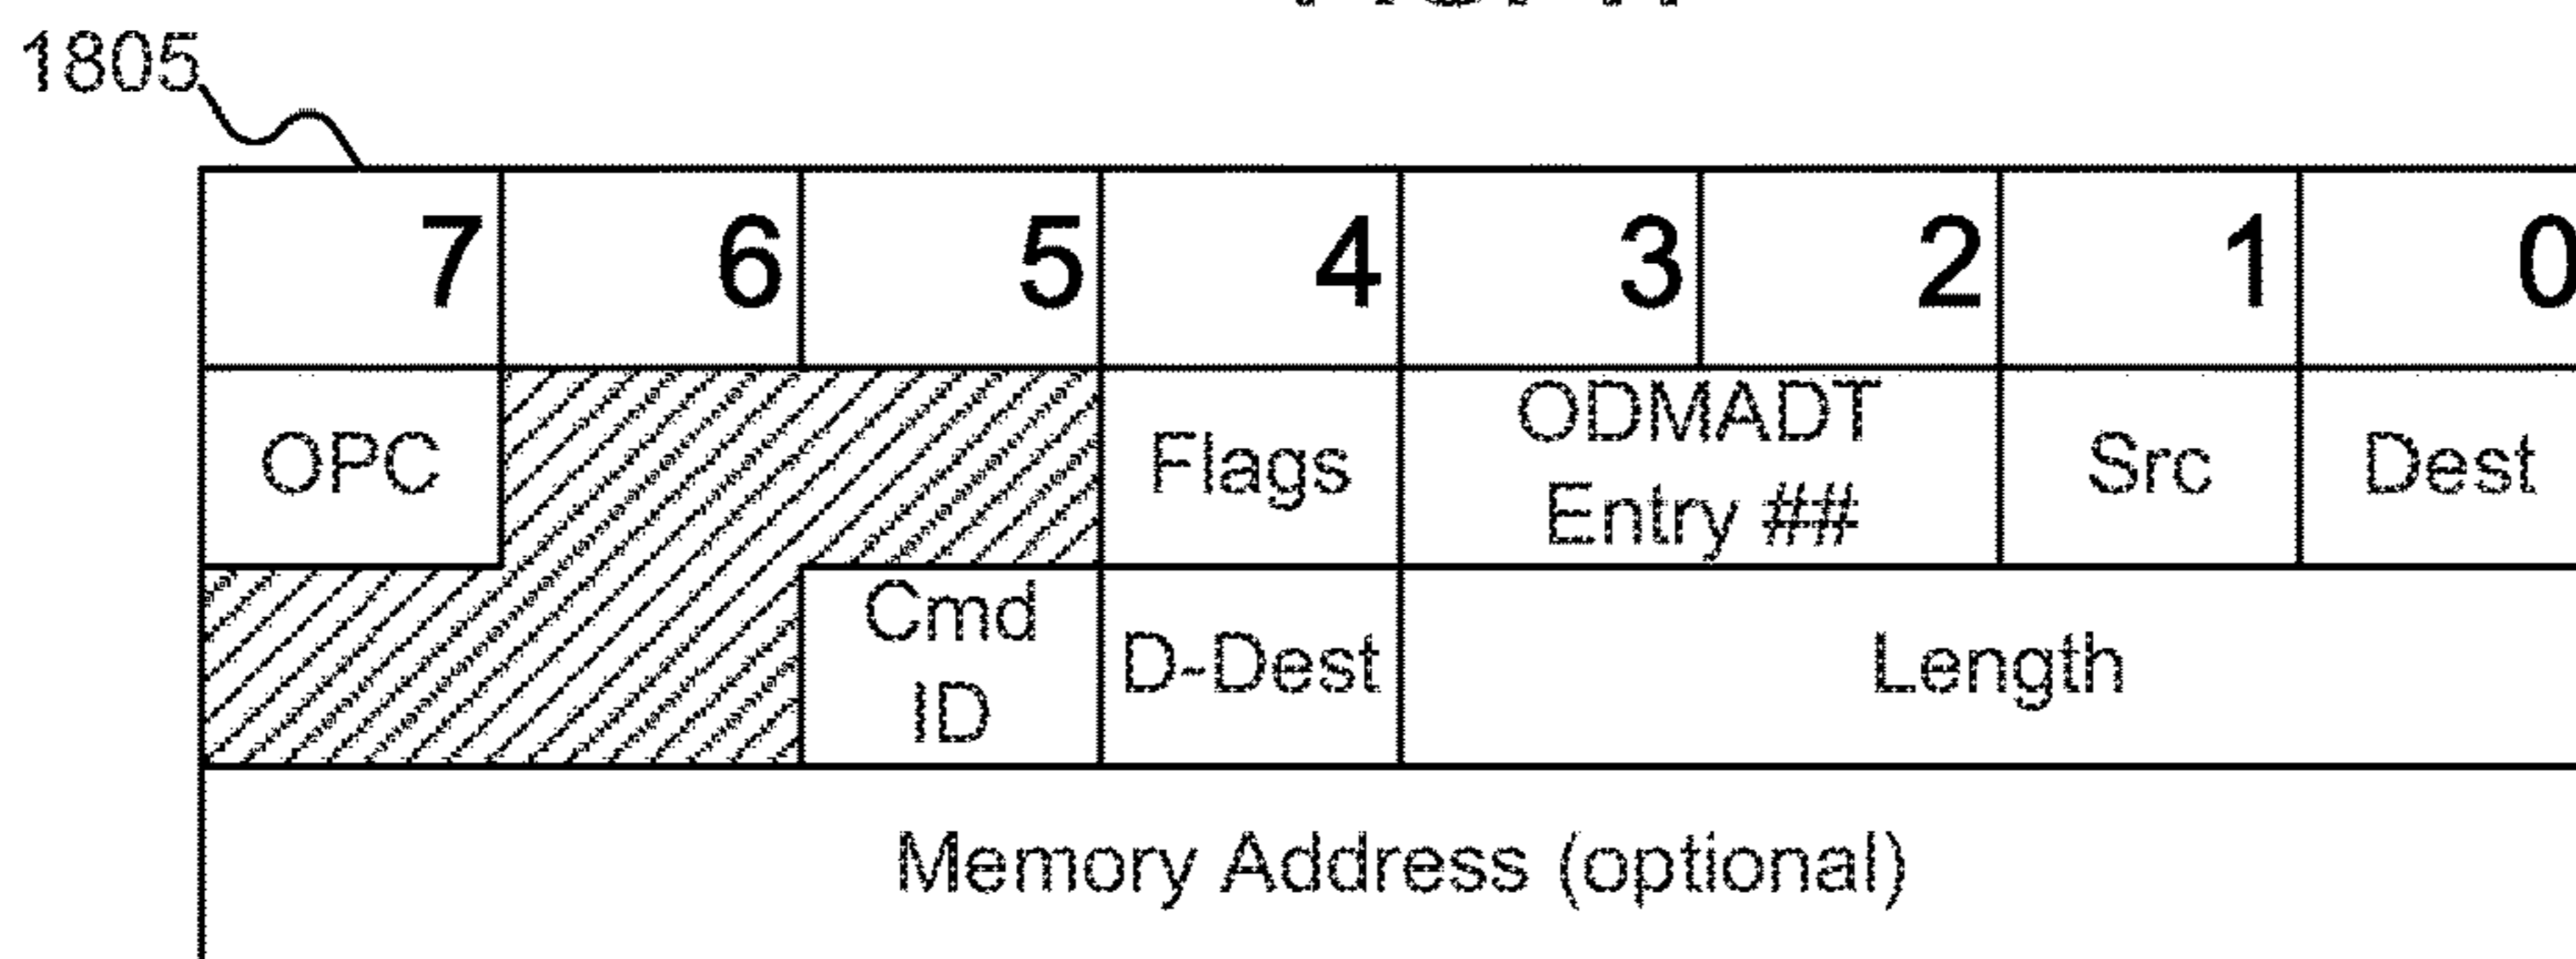 1805
7 6 5 4 3 2 1 0
OPC Flags ODMADT Entry ## Src Dest
Cmd ID D-Dest Length
Memory Address (optional)